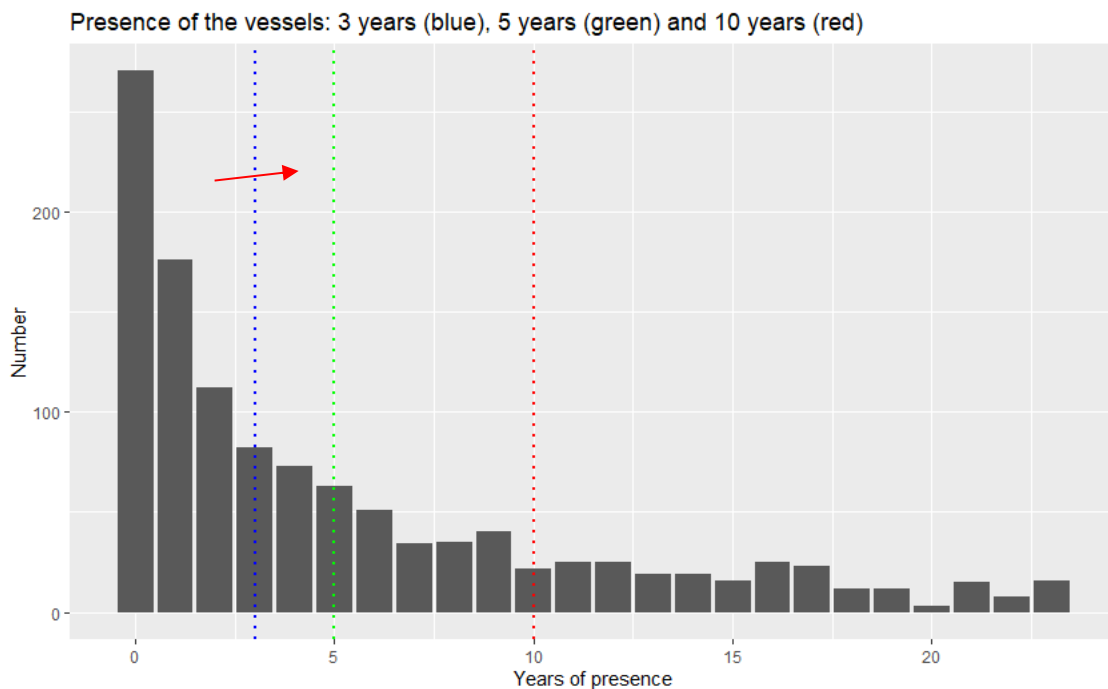 Presence of the vessels: 3 years (blue), 5 years (green) and 10 years (red)
200
100
0
Number
0 5 10 15 20
Years of presence